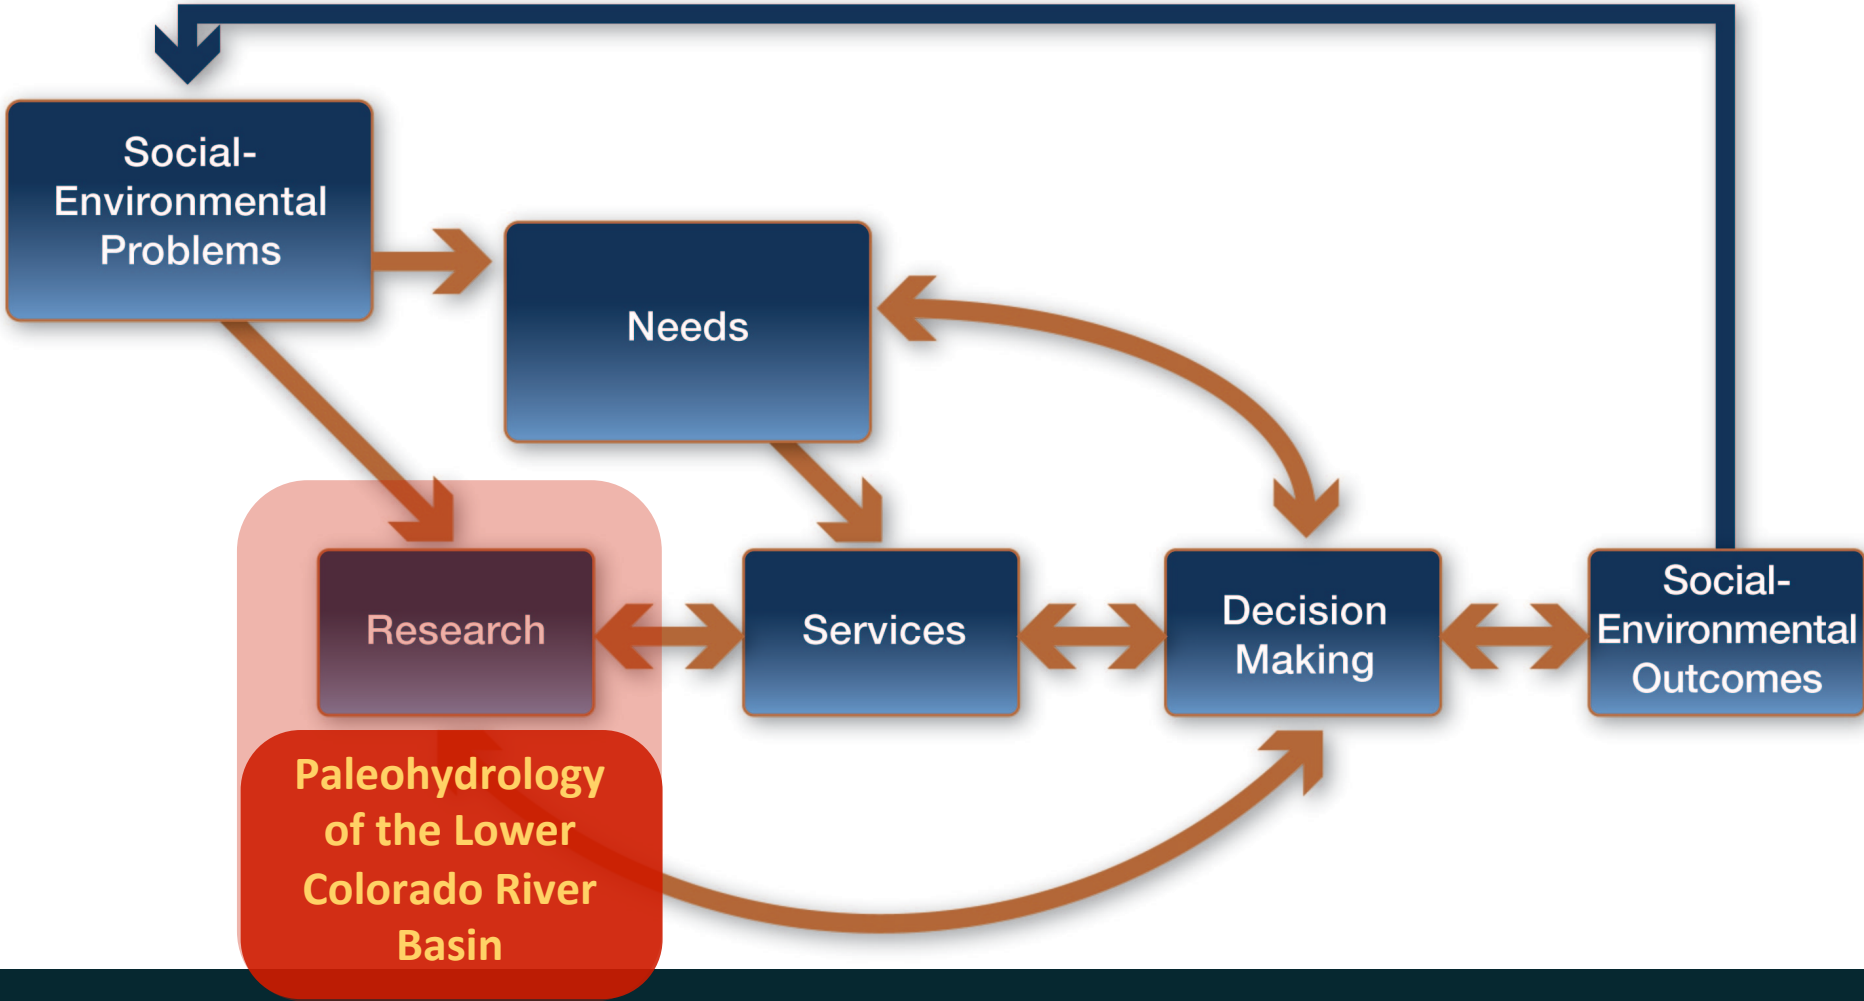 Social-
Environmental
Problems
Needs
Research
Services
Decision
Making
Social-
Environmental
Outcomes
Paleohydrology
of the Lower
Colorado River
Basin